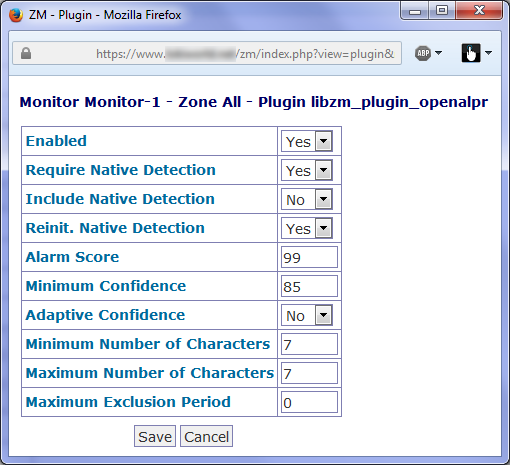 ZM - Plugin - Mozilla Firefox
https://www. /zm/index.php?view=plugin&
ABP
Monitor Monitor-1 - Zone All - Plugin libzm_plugin_openalpr
Enabled Yes
Require Native Detection Yes
Include Native Detection No
Reinit. Native Detection Yes
Alarm Score 99
Minimum Confidence 85
Adaptive Confidence No
Minimum Number of Characters 7
Maximum Number of Characters 7
Maximum Exclusion Period 0
Save Cancel